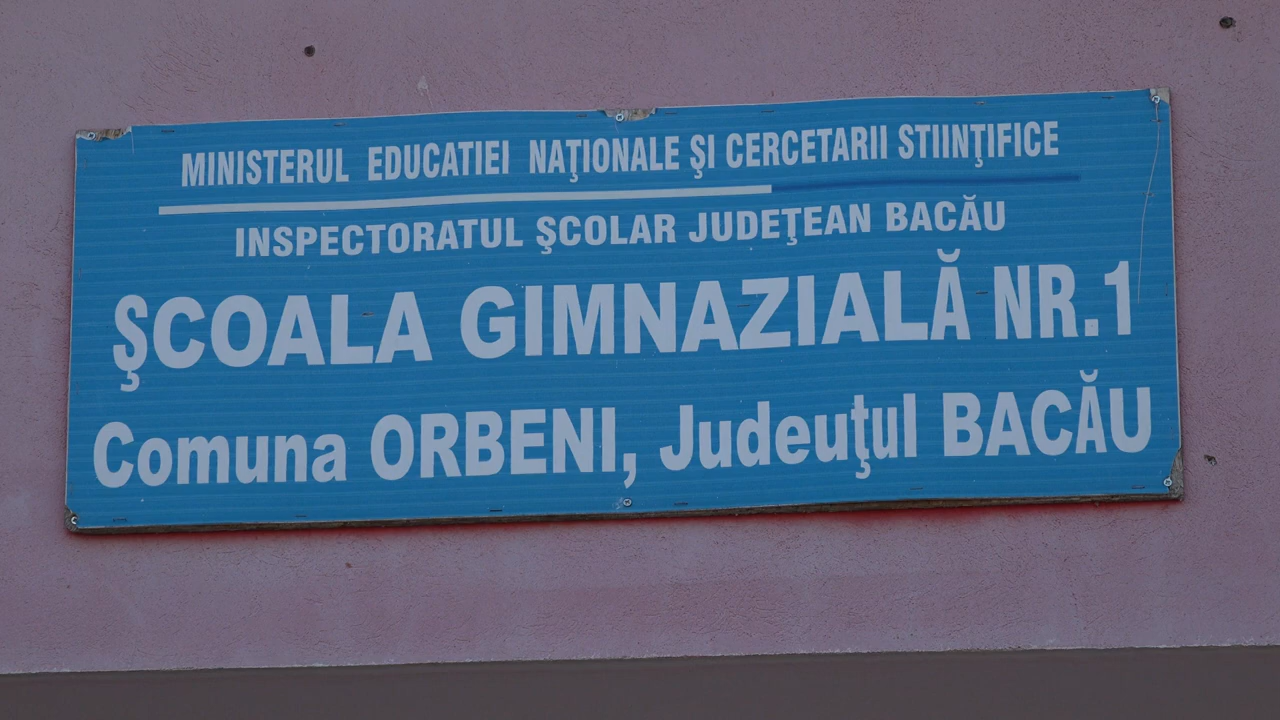 MINISTERUL EDUCATIEI NAŢIONALE ŞI CERCETARII STIINŢIFICE
INSPECTORATUL ŞCOLAR JUDEŢEAN BACĂU
ŞCOALA GIMNAZIALĂ NR.1
Comuna ORBENI, Judeuţul BACĂU